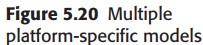 Figure 5.20 Multiple
platform-specific models